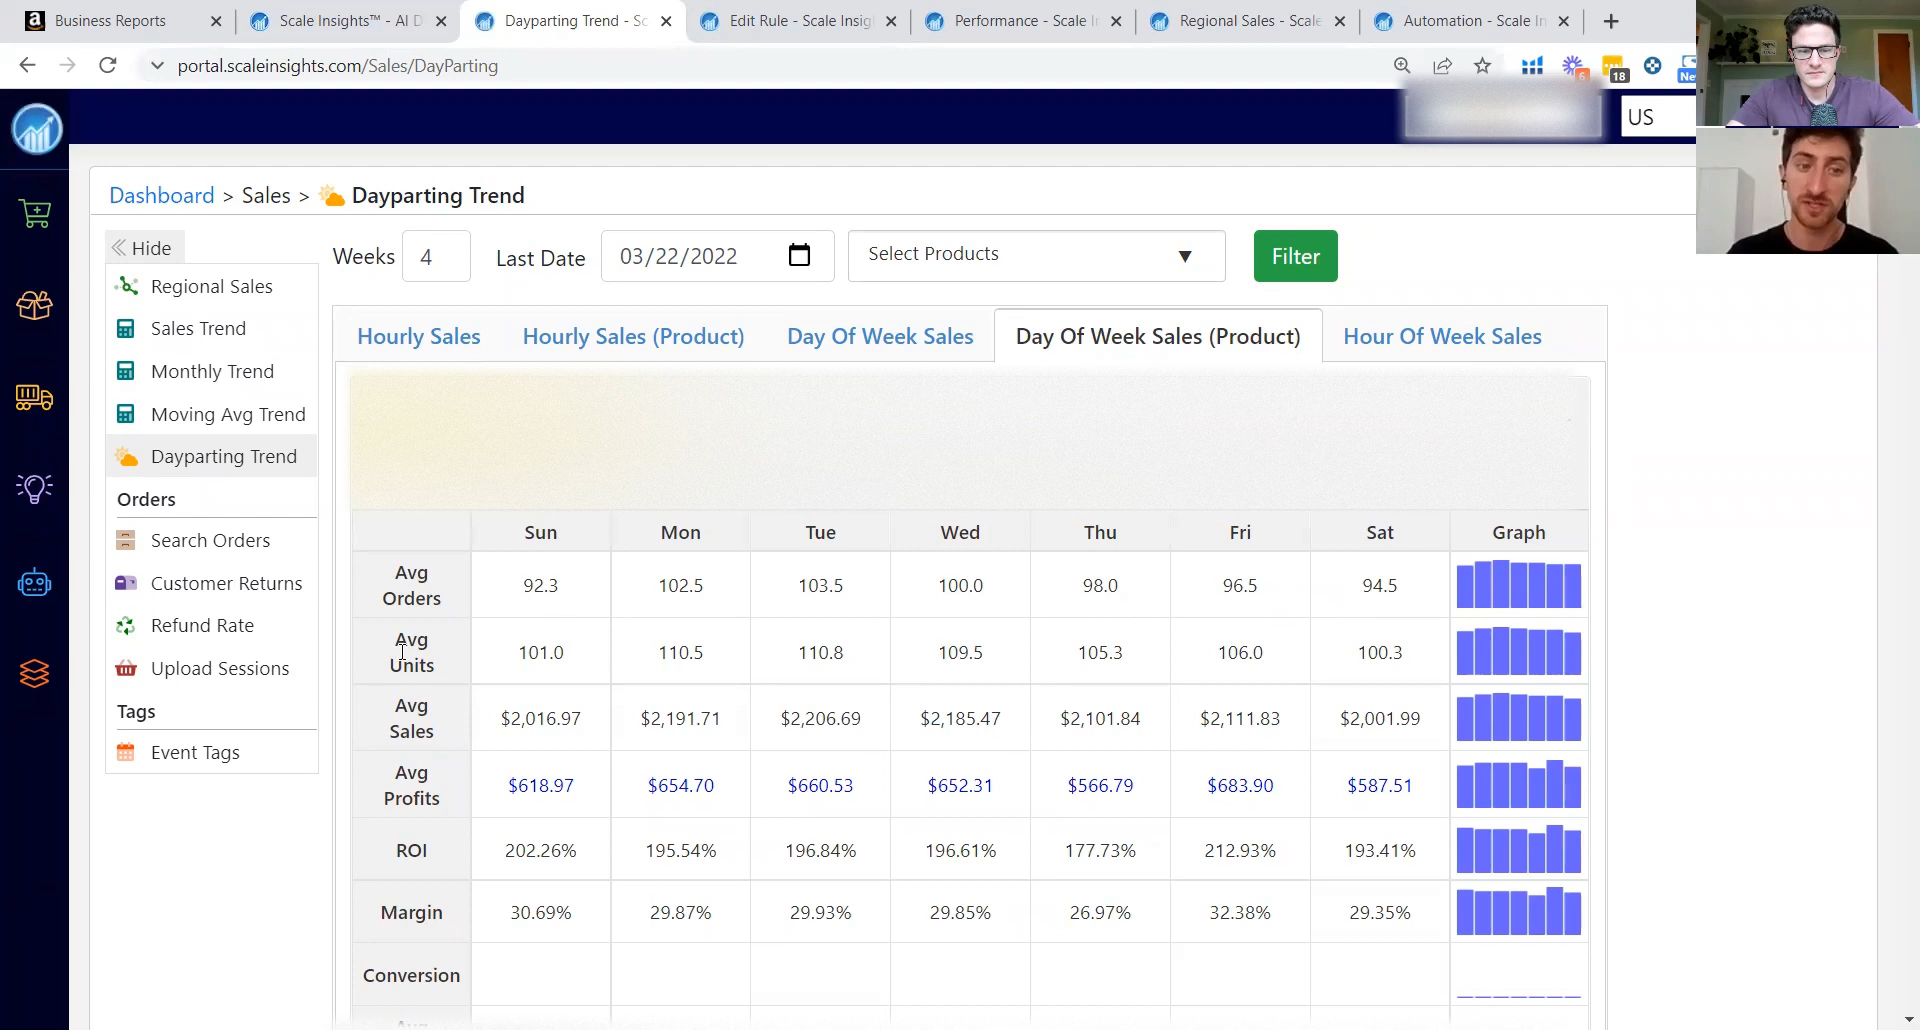 Business Reports
Scale Insights™ - AI D
Dayparting Trend - Sc
Edit Rule - Scale Insig
Performance - Scale I
Regional Sales - Scale
Automation - Scale In
portal.scaleinsights.com/Sales/DayParting
6
18
Ne
US
Dashboard > Sales > Dayparting Trend
Hide
Regional Sales
Sales Trend
Monthly Trend
Moving Avg Trend
Dayparting Trend
Orders
Search Orders
Customer Returns
Refund Rate
Upload Sessions
Tags
Event Tags
Weeks 4 Last Date 03/22/2022 Select Products Filter
Hourly Sales Hourly Sales (Product) Day Of Week Sales Day Of Week Sales (Product) Hour Of Week Sales
Sun Mon Tue Wed Thu Fri Sat Graph
Avg Orders 92.3 102.5 103.5 100.0 98.0 96.5 94.5
Avg Units 101.0 110.5 110.8 109.5 105.3 106.0 100.3
Avg Sales $2,016.97 $2,191.71 $2,206.69 $2,185.47 $2,101.84 $2,111.83 $2,001.99
Avg Profits $618.97 $654.70 $660.53 $652.31 $566.79 $683.90 $587.51
ROI 202.26% 195.54% 196.84% 196.61% 177.73% 212.93% 193.41%
Margin 30.69% 29.87% 29.93% 29.85% 26.97% 32.38% 29.35%
Conversion